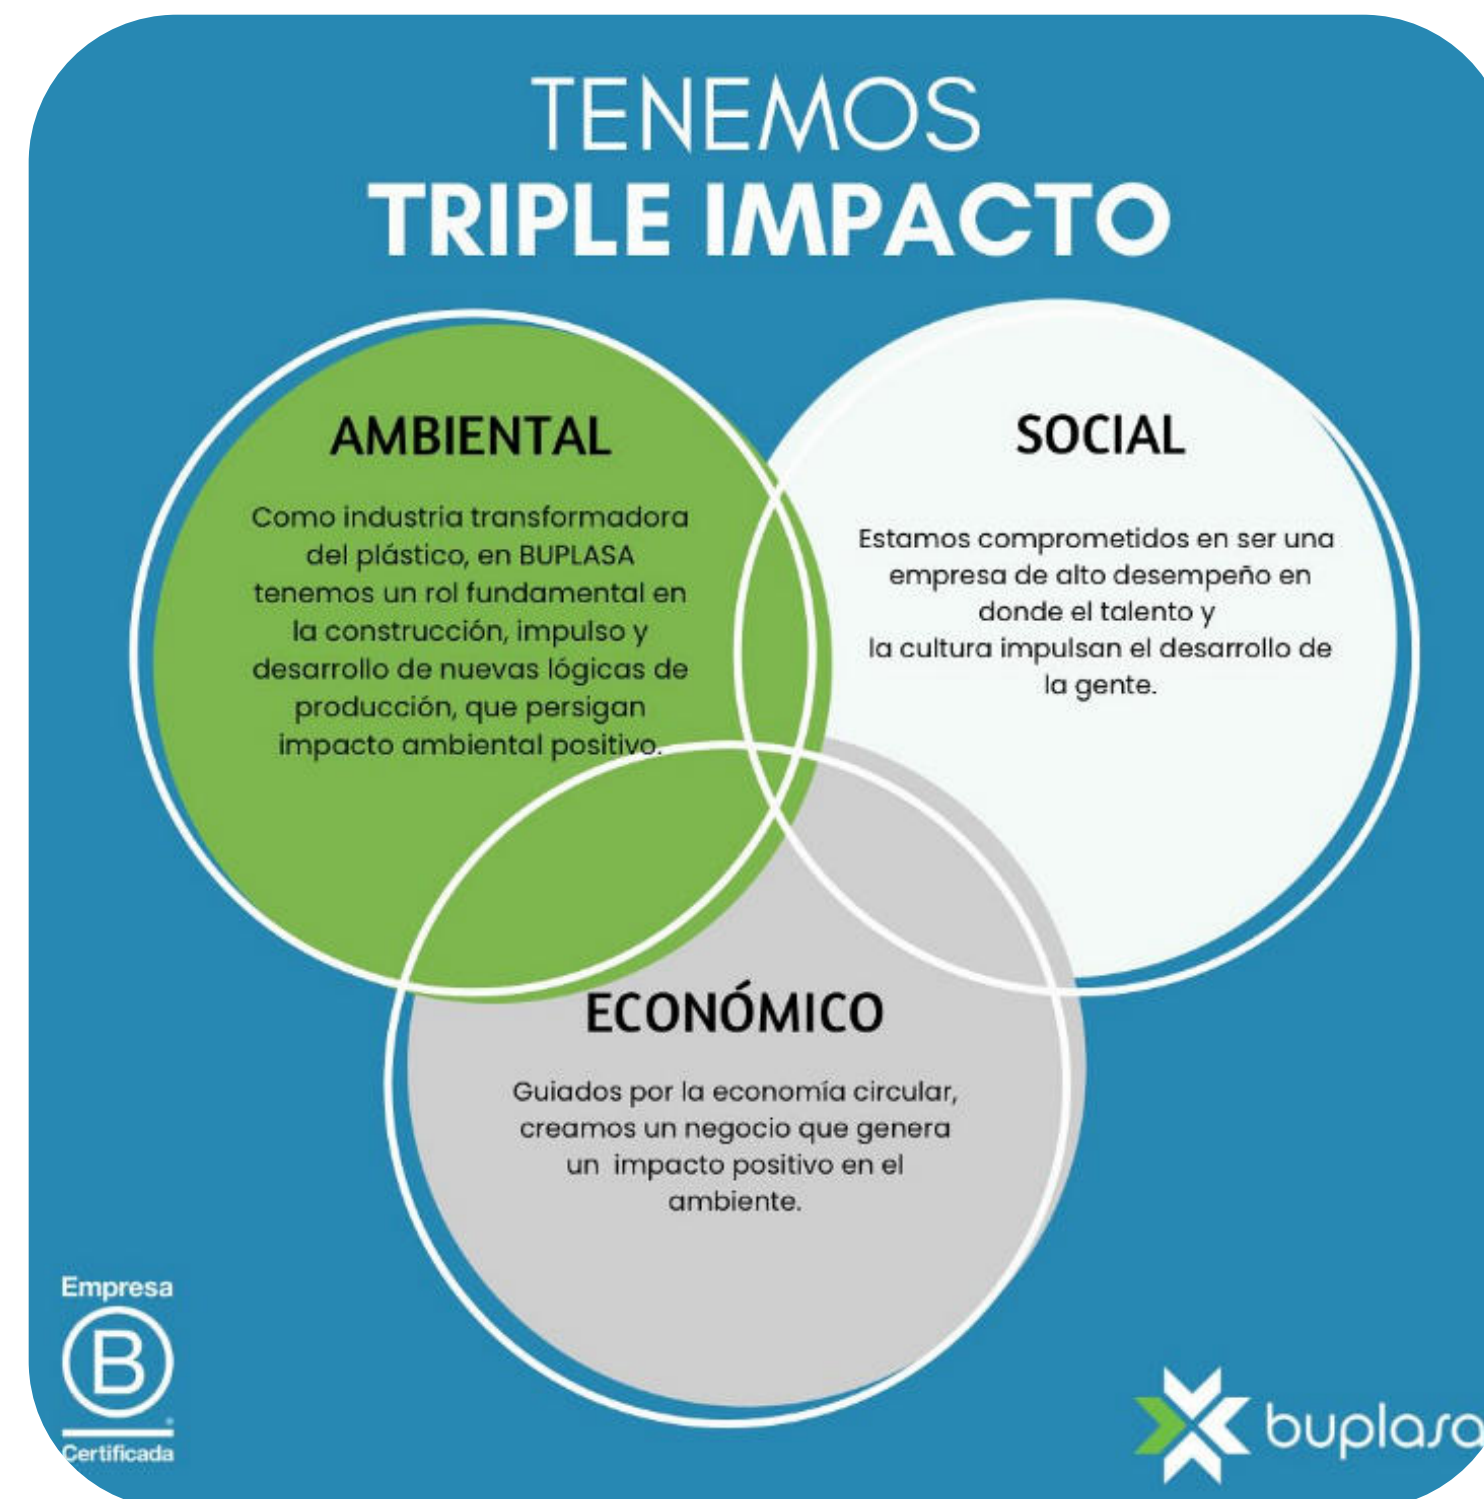 TENEMOS
TRIPLE IMPACTO
AMBIENTAL
Como industria transformadora
del plástico, en BUPLASA
tenemos un rol fundamental en
la construcción, impulso y
desarrollo de nuevas lógicas de
producción, que persigan
impacto ambiental positivo.
SOCIAL
Estamos comprometidos en ser una
empresa de alto desempeño en
donde el talento y
la cultura impulsan el desarrollo de
la gente.
ECONÓMICO
Guiados por la economía circular,
creamos un negocio que genera
un impacto positivo en el
ambiente.
Empresa
B
®
Certificada
buplasa